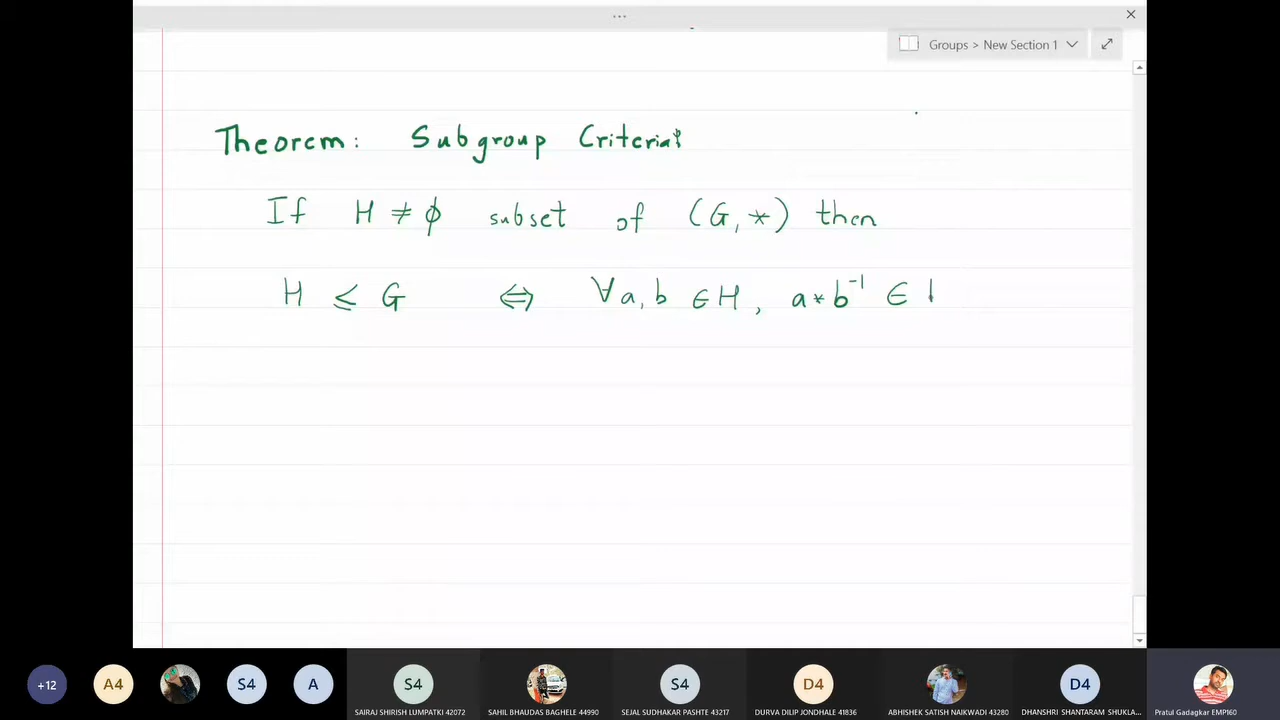 Groups > New Section 1
Theorem: Subgroup Criteria:
If H ≠ ϕ subset of (G, *) then
H ≤ G ⇔ ∀ a, b ∈ H, a * b⁻¹ ∈
+12
A4
S4
A
S4
S4
D4
D4
SAIRAJ SHIRISH LUMPATKI 42072
SAHIL BHAUDAS BAGHELE 44990
SEJAL SUDHAKAR PASHTE 43217
DURVA DILIP JONDHALE 41836
ABHISHEK SATISH NAIKWADI 43280
DHANSHRI SHANTARAM SHUKLA...
Pratul Gadagkar EMP160